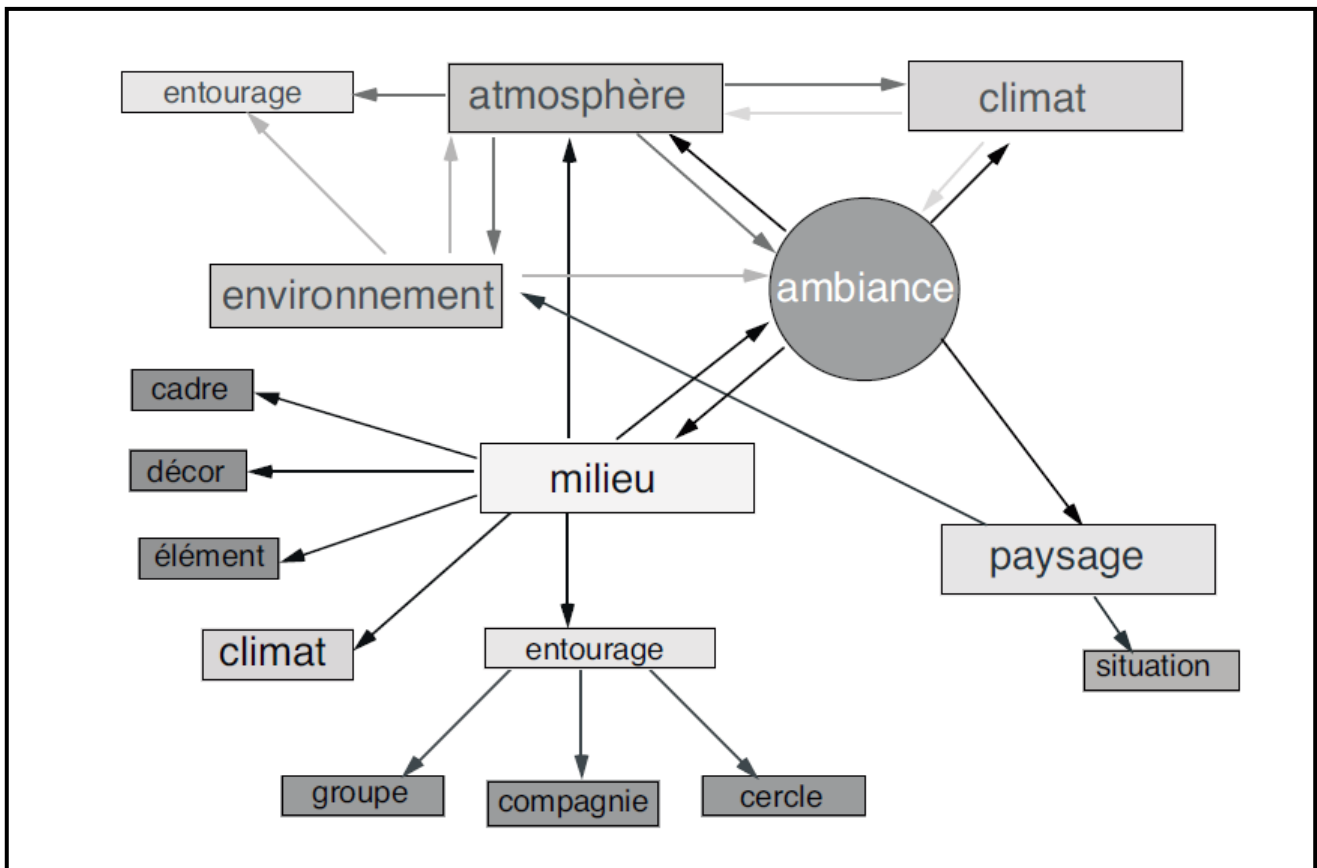 entourage
atmosphère
climat
environnement
ambiance
cadre
décor
milieu
élément
paysage
climat
entourage
situation
groupe
compagnie
cercle